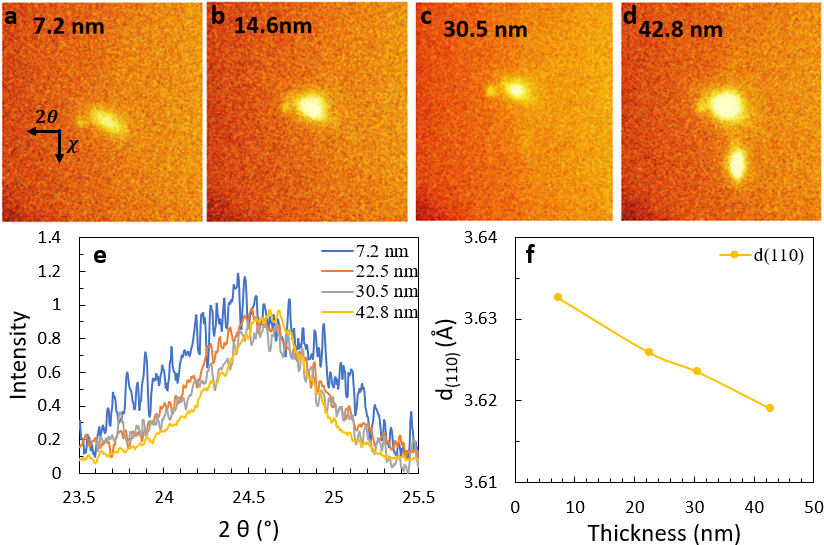 a
7.2 nm
b
14.6nm
c
30.5 nm
d
42.8 nm
2θ
χ
e
7.2 nm
22.5 nm
30.5 nm
42.8 nm
Intensity
1.4
1.2
1
0.8
0.6
0.4
0.2
0
23.5
24
24.5
25
25.5
2 θ (°)
f
d(110)
d(110) (Å)
3.64
3.63
3.62
3.61
0
10
20
30
40
50
Thickness (nm)